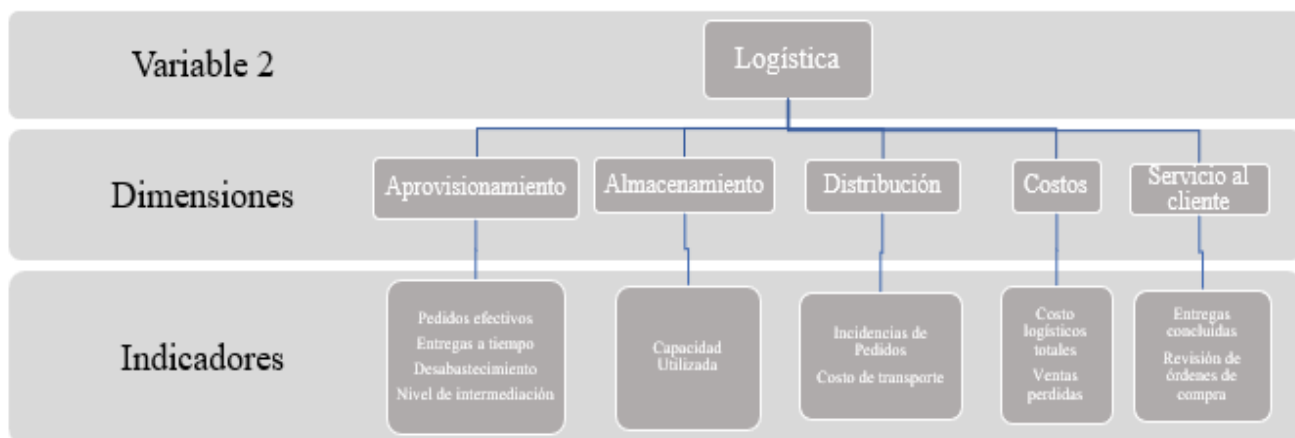 Variable 2
Logística
Dimensiones
Aprovisionamiento
Almacenamiento
Distribución
Costos
Servicio al
cliente
Indicadores
Pedidos efectivos
Entregas a tiempo
Desabastecimiento
Nivel de intermediación
Capacidad
Utilizada
Incidencias de
Pedidos
Costo de transporte
Costo
logísticos
totales
Ventas
perdidas
Entregas
concluidas
Revisión de
órdenes de
compra